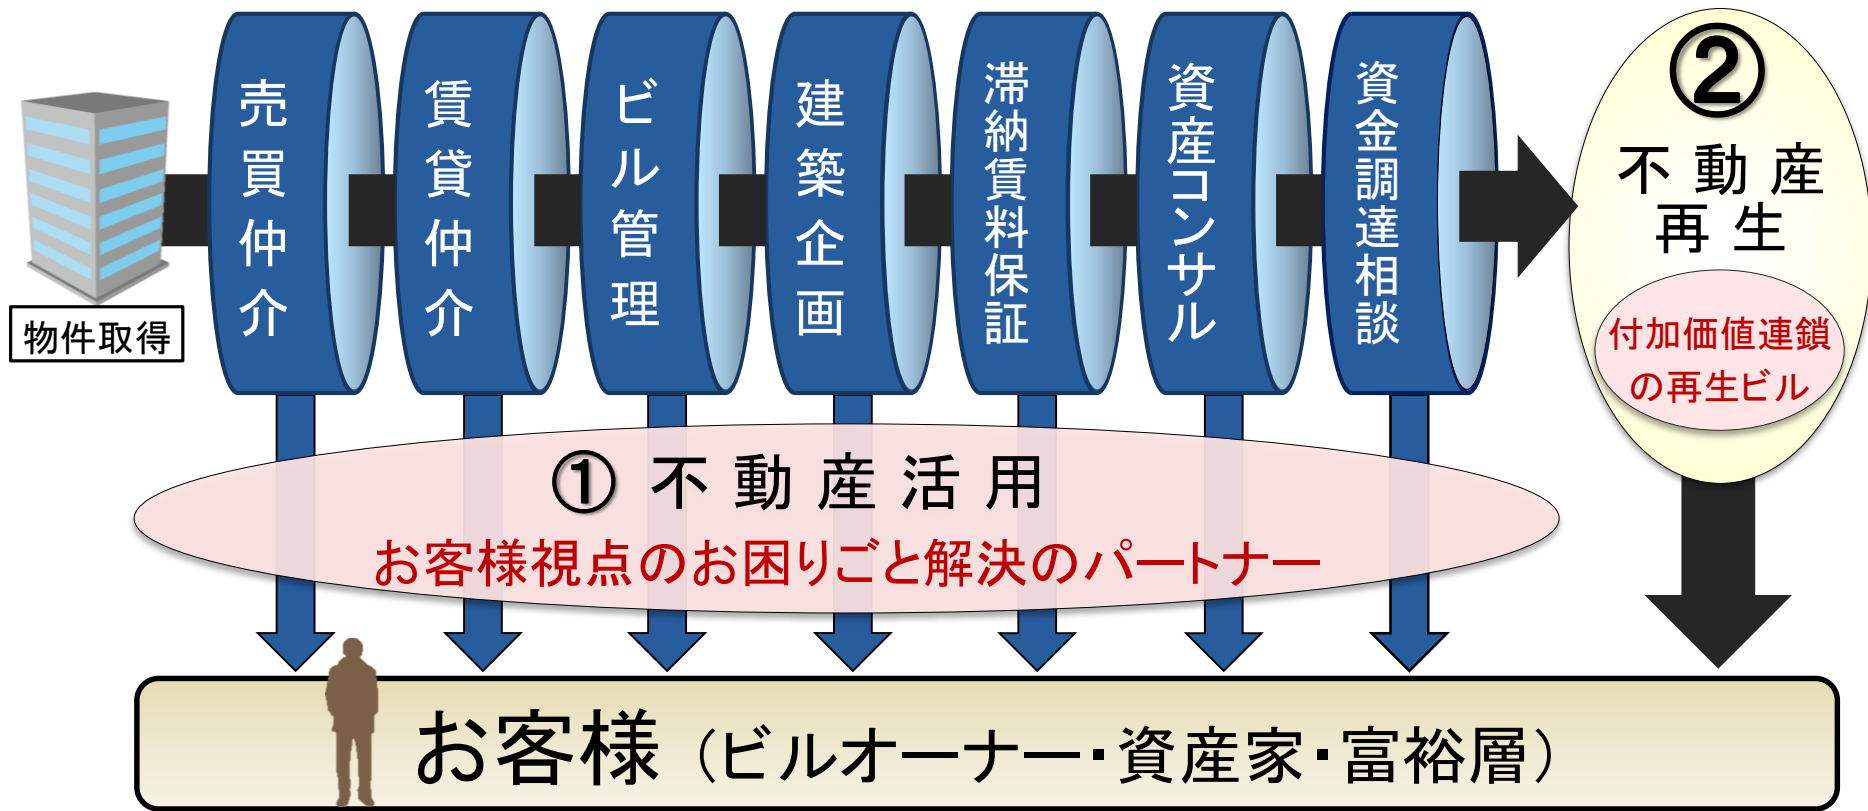 物件取得
売買仲介
賃貸仲介
ビル管理
建築企画
滞納賃料保証
資産コンサル
資金調達相談
②
不動産
再生
付加価値連鎖
の再生ビル
① 不動産活用
お客様視点のお困りごと解決のパートナー
お客様（ビルオーナー・資産家・富裕層）